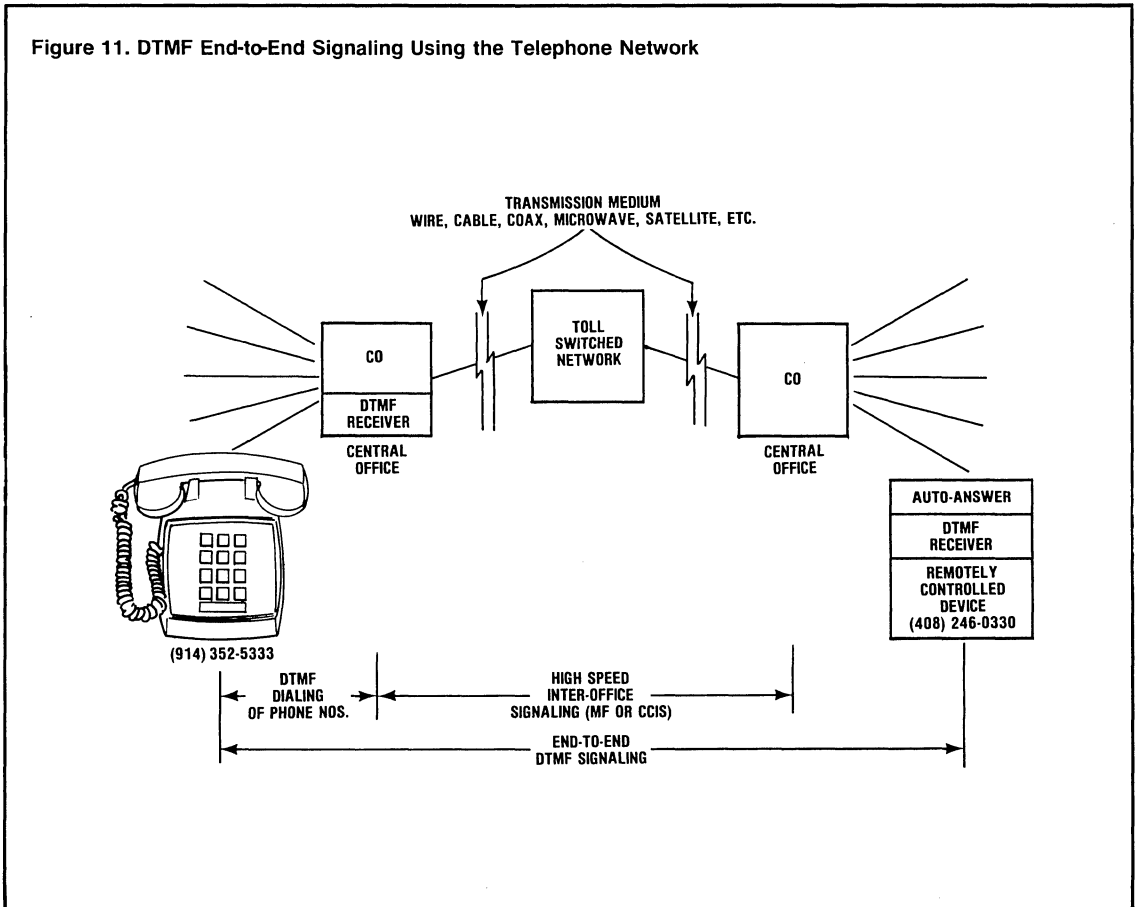 Figure 11. DTMF End-to-End Signaling Using the Telephone Network
TRANSMISSION MEDIUM
WIRE, CABLE, COAX, MICROWAVE, SATELLITE, ETC.
CO
DTMF
RECEIVER
CENTRAL
OFFICE
TOLL
SWITCHED
NETWORK
CO
CENTRAL
OFFICE
AUTO-ANSWER
DTMF
RECEIVER
REMOTELY
CONTROLLED
DEVICE
(408) 246-0330
(914) 352-5333
DTMF
DIALING
OF PHONE NOS.
HIGH SPEED
INTER-OFFICE
SIGNALING (MF OR CCIS)
END-TO-END
DTMF SIGNALING